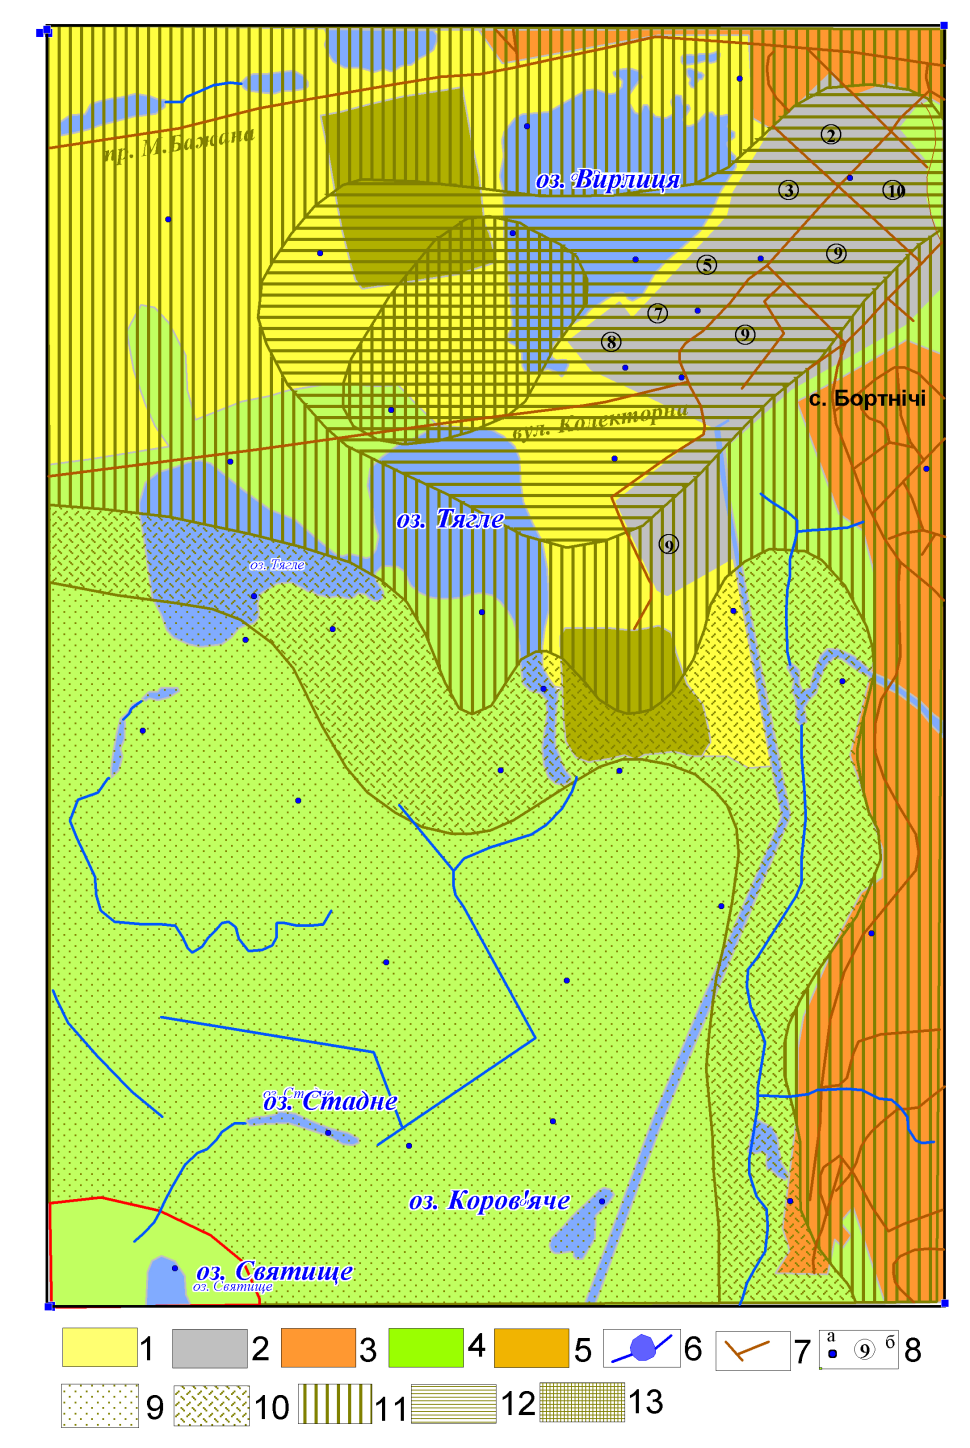 пр. М.Бажана
2
оз. Вирлиця
3
10
9
5
7
9
8
с. Бортнічі
вул. Колекторна
оз. Тягле
9
оз. Тягле
оз. Стадне
оз. Стадне
оз. Коров'яче
оз. Святище
оз. Святище
1 2 3 4 5 6 7 а 9 б 8
9 10 11 12 13